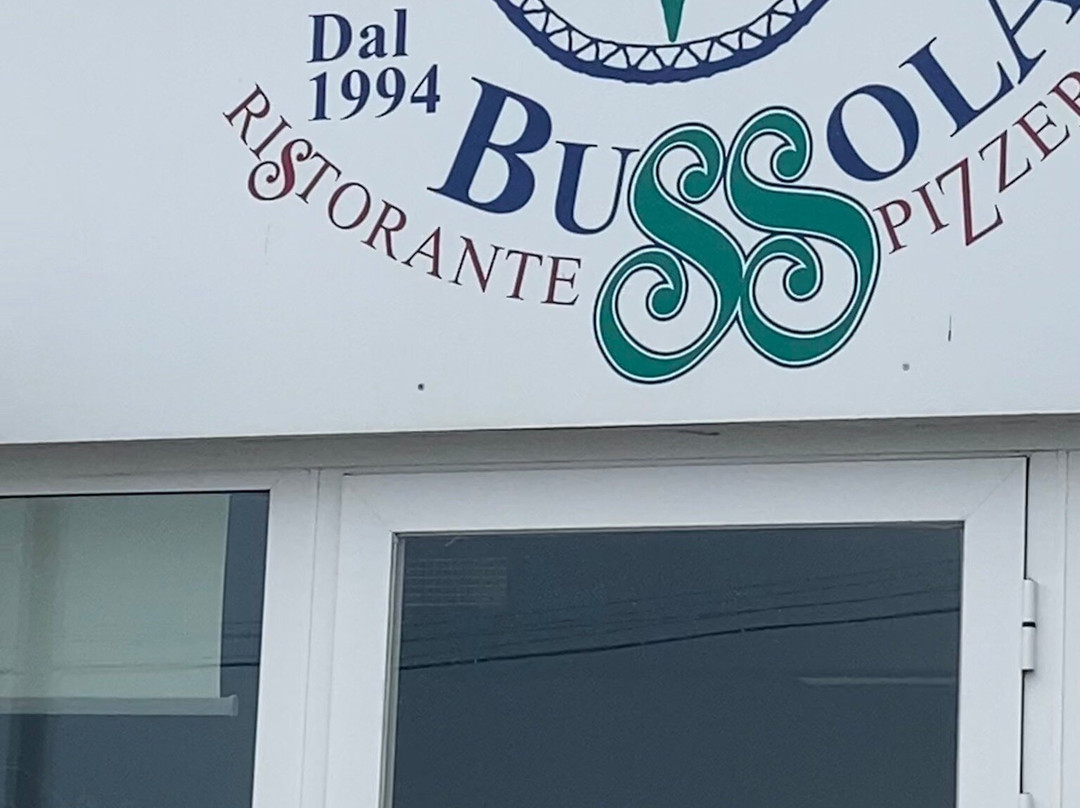 Dal
1994
BUSSOLA
RISTORANTE PIZZER